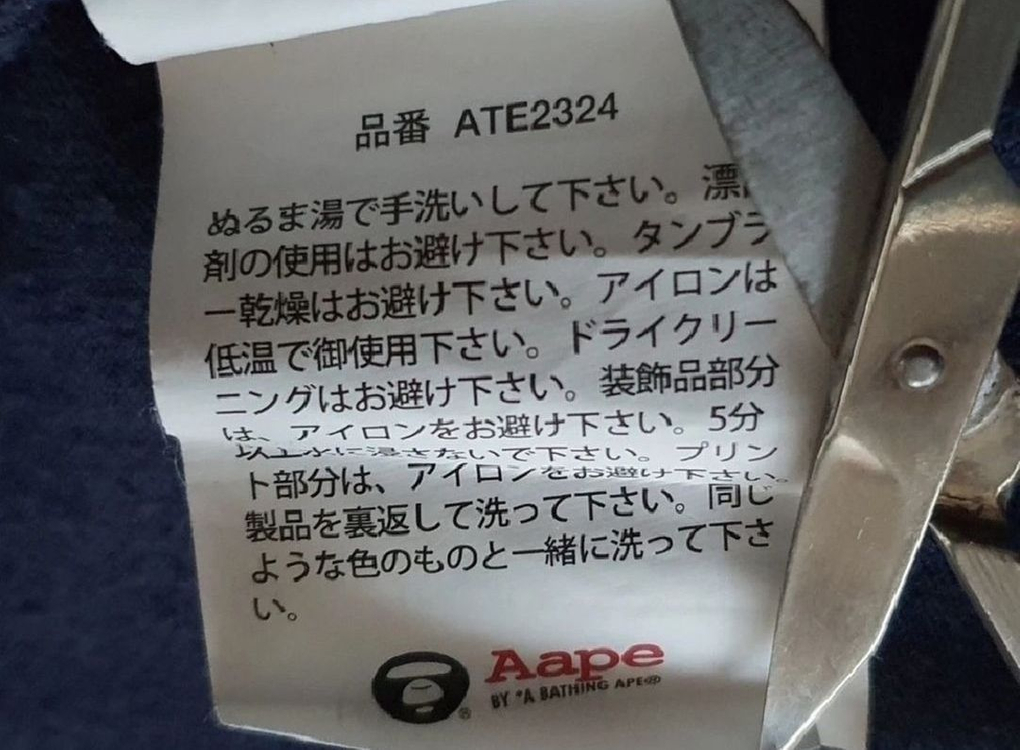 品番 ATE2324
ぬるま湯で手洗いして下さい。漂
剤の使用はお避け下さい。タンブラ
ー乾燥はお避け下さい。アイロンは
低温で御使用下さい。ドライクリー
ニングはお避け下さい。装飾品部分
は、アイロンをお避け下さい。5分
以上水に浸さないで下さい。プリン
ト部分は、アイロンをお避け下さい。
製品を裏返して洗って下さい。同じ
ような色のものと一緒に洗って下さ
い。
Aape
BY *A BATHING APE®
®